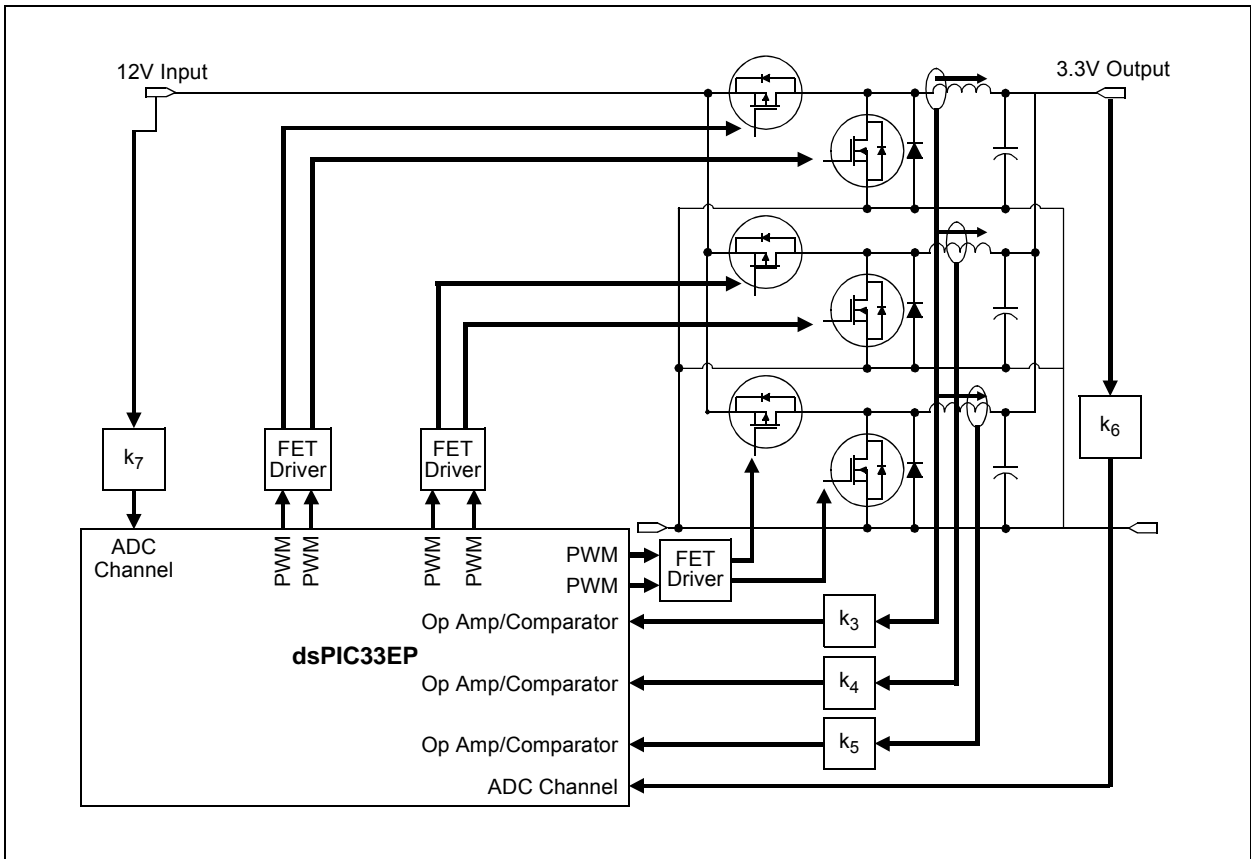 12V Input
3.3V Output
k7
FET
Driver
FET
Driver
k6
ADC
Channel
PWM
PWM
PWM
PWM
PWM
PWM
FET
Driver
Op Amp/Comparator
k3
dsPIC33EP
Op Amp/Comparator
k4
Op Amp/Comparator
k5
ADC Channel